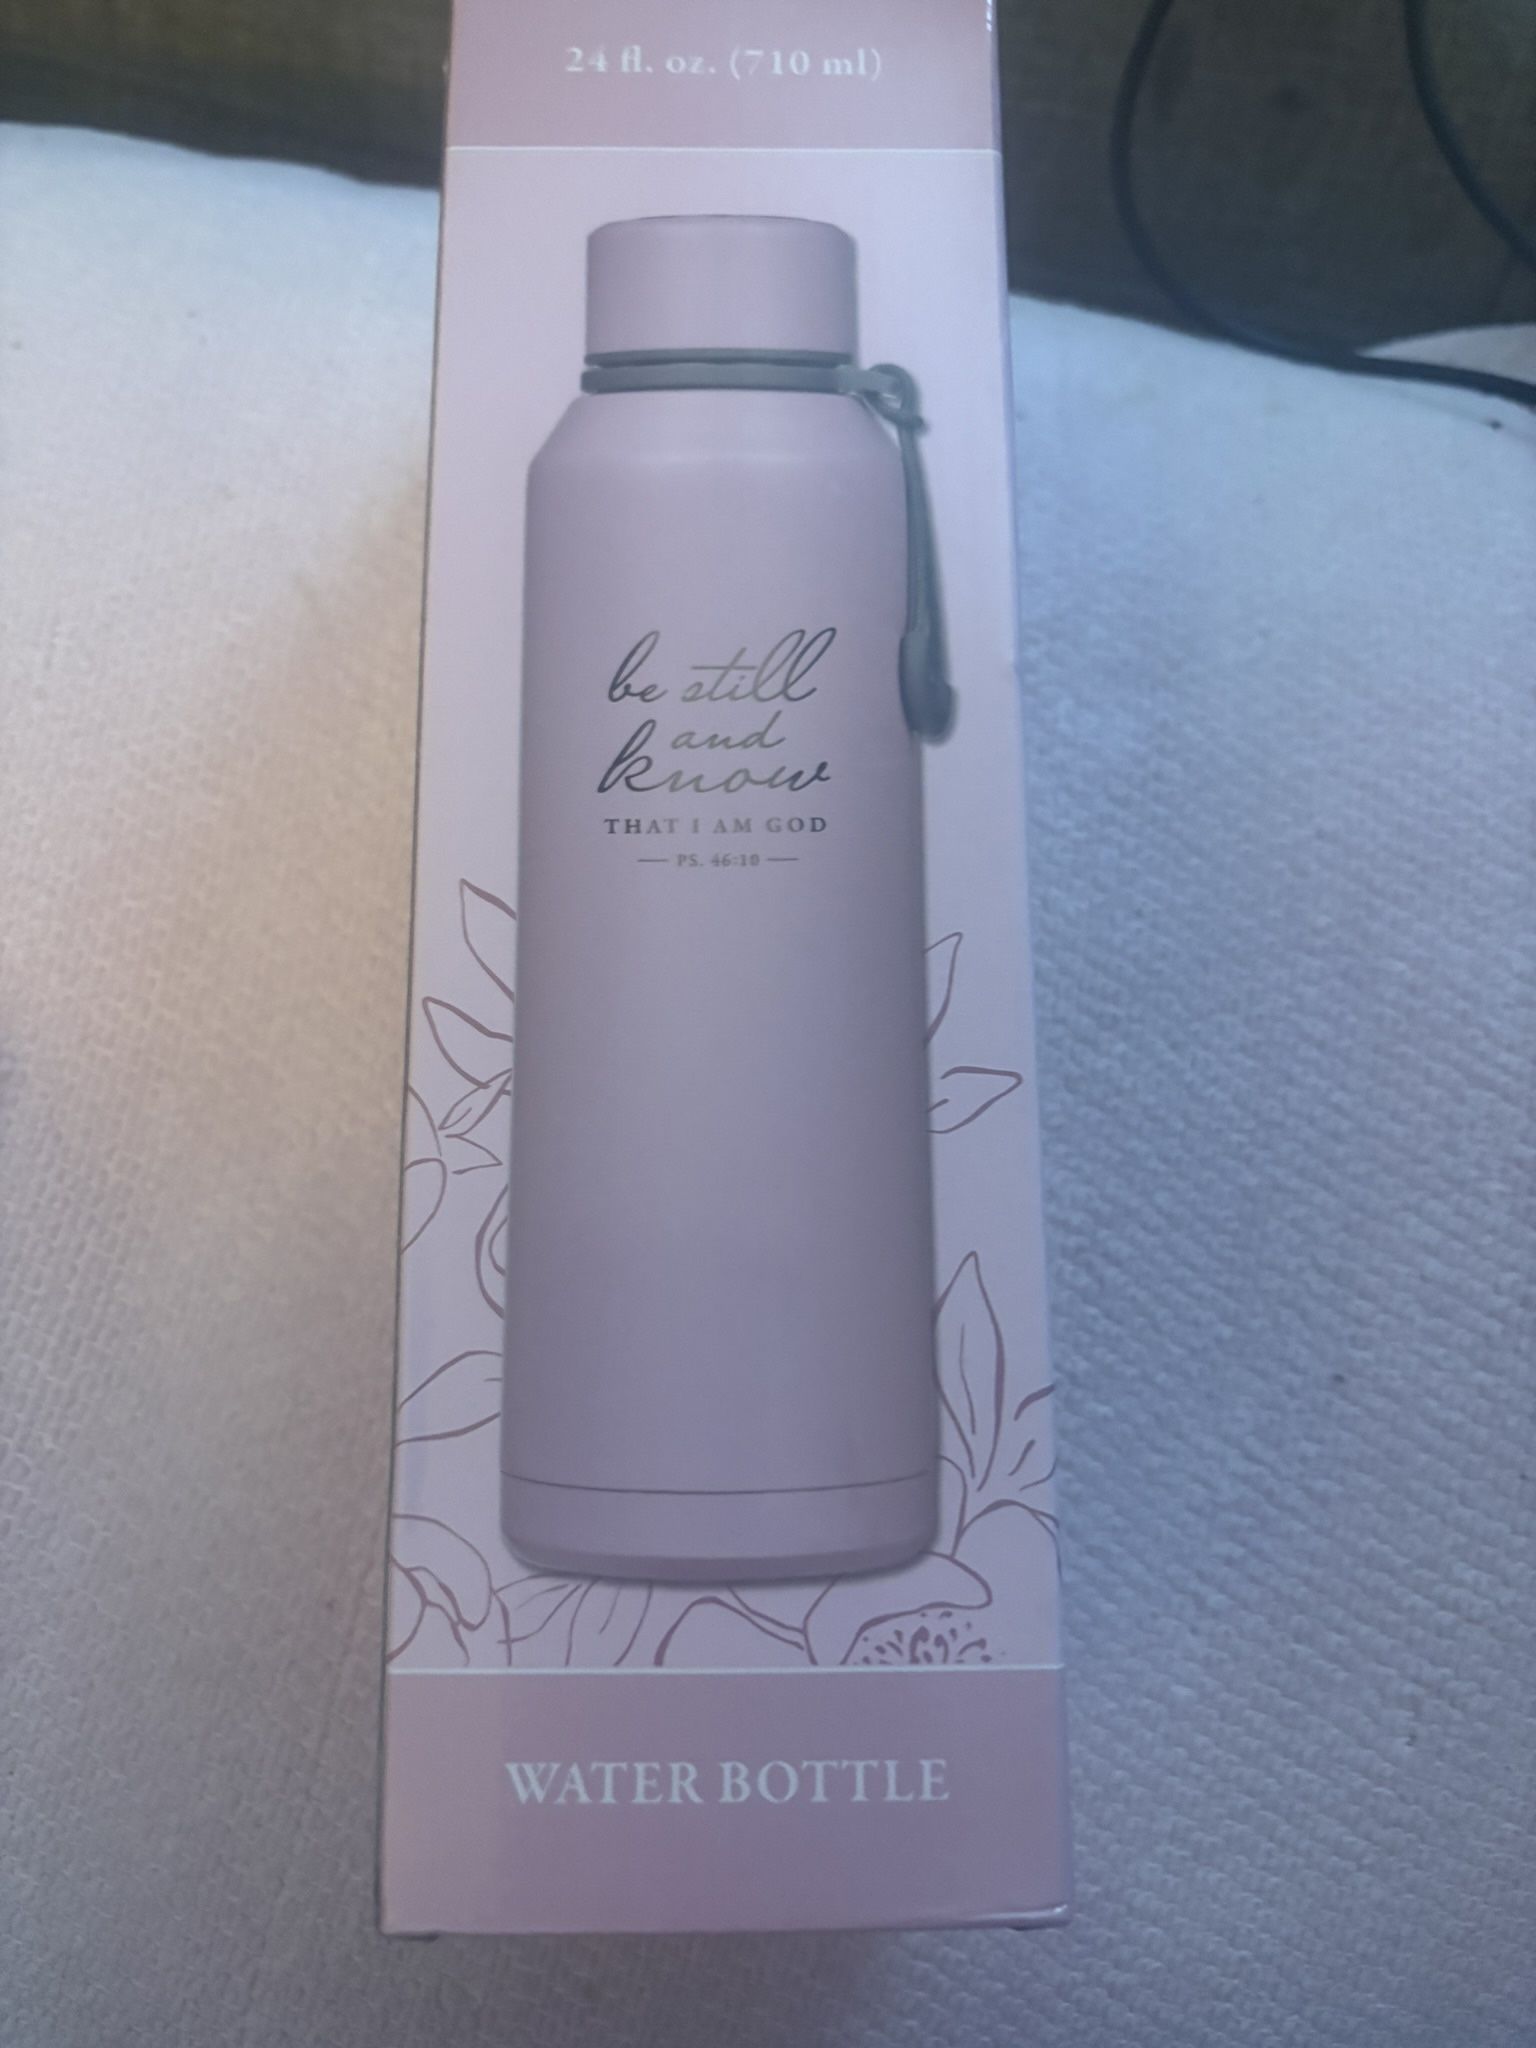 24 fl. oz. (710 ml)
be still
and
know
THAT I AM GOD
PS. 46:10
WATER BOTTLE